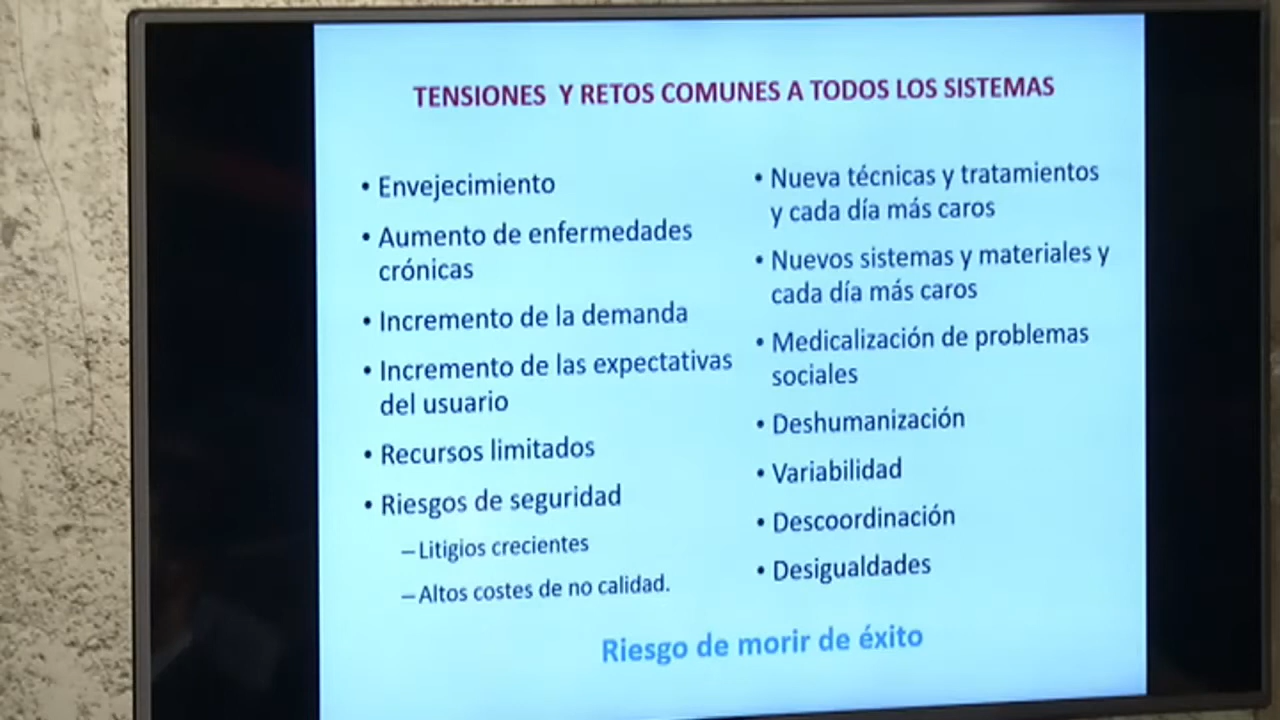 TENSIONES Y RETOS COMUNES A TODOS LOS SISTEMAS
• Envejecimiento
• Aumento de enfermedades
crónicas
• Incremento de la demanda
• Incremento de las expectativas
del usuario
• Recursos limitados
• Riesgos de seguridad
– Litigios crecientes
– Altos costes de no calidad.
• Nueva técnicas y tratamientos
y cada día más caros
• Nuevos sistemas y materiales y
cada día más caros
• Medicalización de problemas
sociales
• Deshumanización
• Variabilidad
• Descoordinación
• Desigualdades
Riesgo de morir de éxito